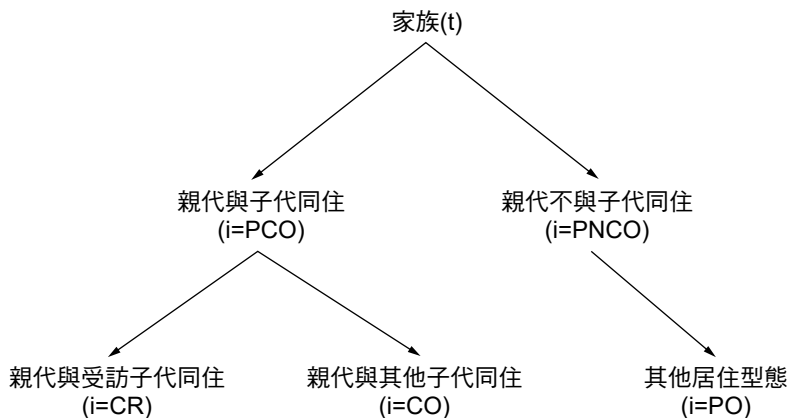 家族(t)
親代與子代同住
(i=PCO)
親代不與子代同住
(i=PNCO)
親代與受訪子代同住
(i=CR)
親代與其他子代同住
(i=CO)
其他居住型態
(i=PO)